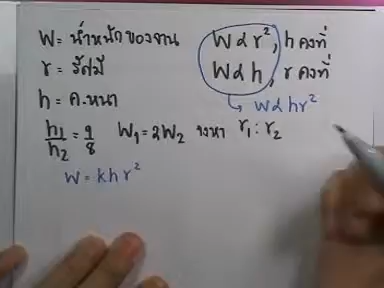 W = น้ำหนักของจาน W ∝ r², h คงที่
r = รัศมี W ∝ h, r คงที่
h = ค.หนา → W ∝ hr²
h₁/h₂ = 9/8 W₁ = 2W₂ จงหา r₁ : r₂
W = khr²